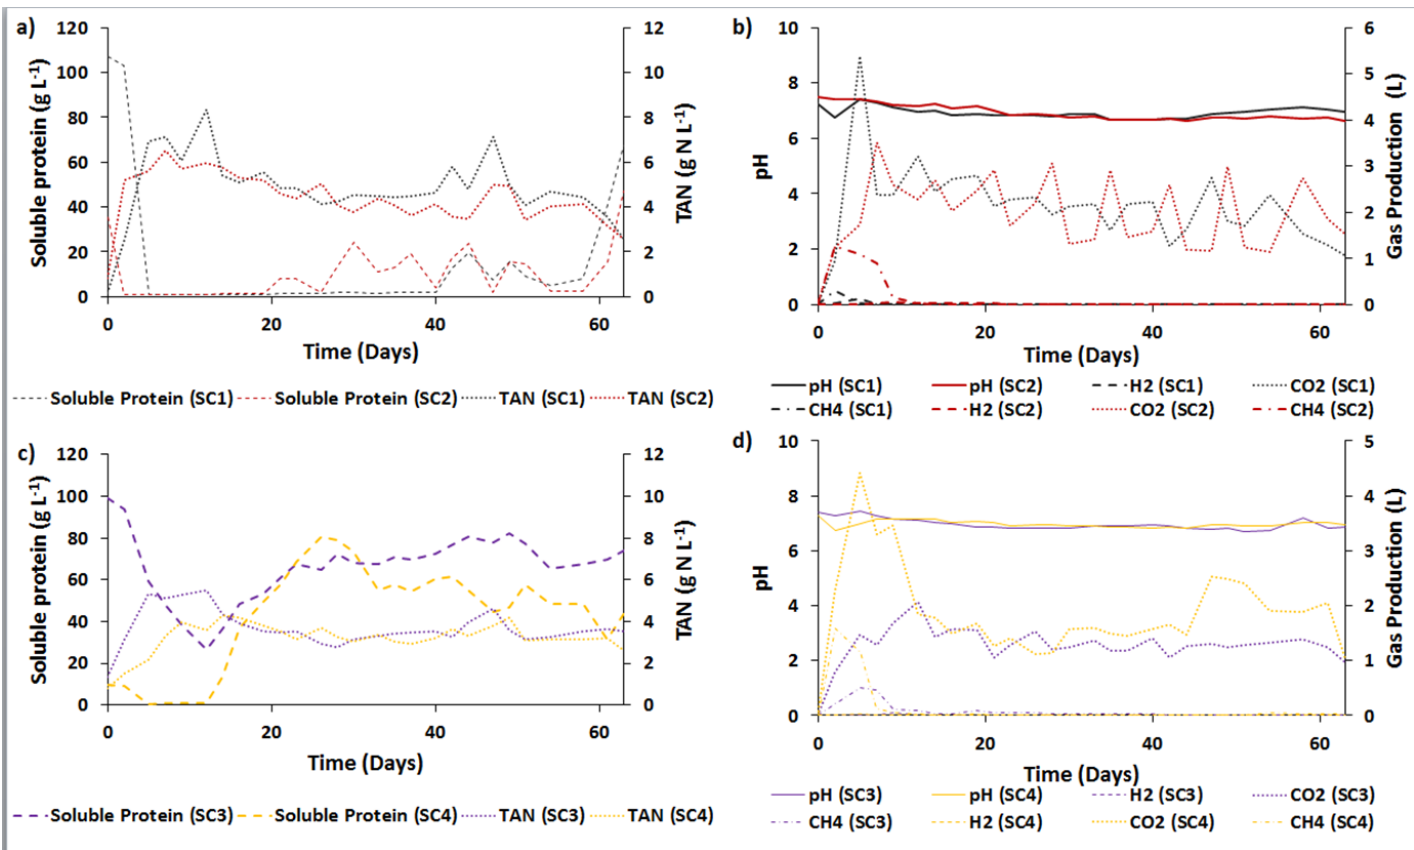 a)
120
100
80
60
40
20
0
Soluble protein (g L-1)
12
10
8
6
4
2
0
TAN (g N L-1)
0
20
40
60
Time (Days)
Soluble Protein (SC1)
Soluble Protein (SC2)
TAN (SC1)
TAN (SC2)
b)
10
8
6
4
2
0
pH
6
5
4
3
2
1
0
Gas Production (L)
0
20
40
60
Time (Days)
pH (SC1)
pH (SC2)
H2 (SC1)
CO2 (SC1)
CH4 (SC1)
H2 (SC2)
CO2 (SC2)
CH4 (SC2)
c)
120
100
80
60
40
20
0
Soluble protein (g L-1)
12
10
8
6
4
2
0
TAN (g N L-1)
0
20
40
60
Time (Days)
Soluble Protein (SC3)
Soluble Protein (SC4)
TAN (SC3)
TAN (SC4)
d)
10
8
6
4
2
0
pH
5
4
3
2
1
0
Gas Production (L)
0
20
40
60
Time (Days)
pH (SC3)
pH (SC4)
H2 (SC3)
CO2 (SC3)
CH4 (SC3)
H2 (SC4)
CO2 (SC4)
CH4 (SC4)